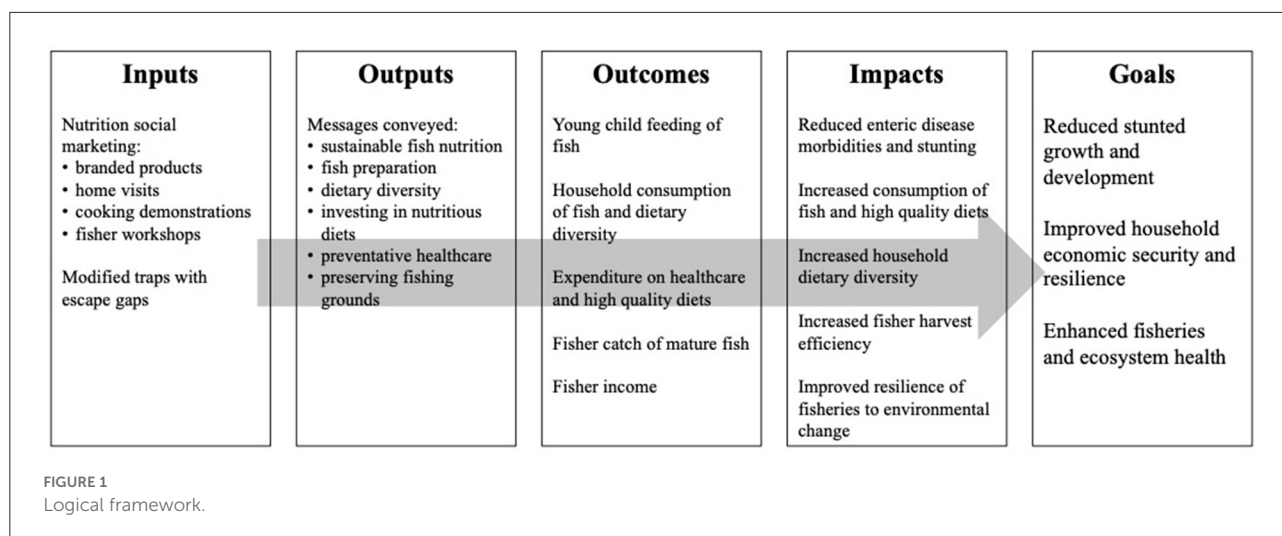 Inputs
Nutrition social
marketing:
• branded products
• home visits
• cooking demonstrations
• fisher workshops
Modified traps with
escape gaps
Outputs
Messages conveyed:
• sustainable fish nutrition
• fish preparation
• dietary diversity
• investing in nutritious
diets
• preventative healthcare
• preserving fishing
grounds
Outcomes
Young child feeding of
fish
Household consumption
of fish and dietary
diversity
Expenditure on healthcare
and high quality diets
Fisher catch of mature fish
Fisher income
Impacts
Reduced enteric disease
morbidities and stunting
Increased consumption of
fish and high quality diets
Increased household
dietary diversity
Increased fisher harvest
efficiency
Improved resilience of
fisheries to environmental
change
Goals
Reduced stunted
growth and
development
Improved household
economic security and
resilience
Enhanced fisheries
and ecosystem health
FIGURE 1
Logical framework.